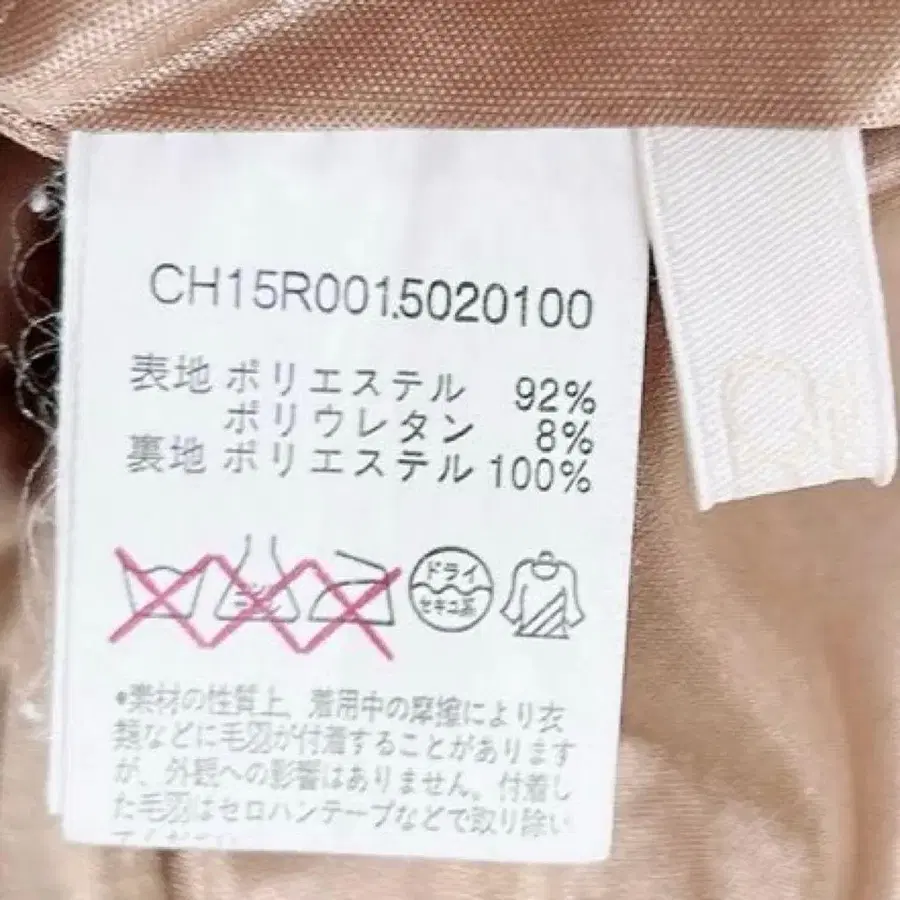 CH15R001.5020100
表地 ポリエステル 92%
ポリウレタン 8%
裏地 ポリエステル 100%
ドライ
セキユ系
•素材の性質上、着用中の摩擦により衣
類などに毛羽が付着することがあります
が、外観への影響はありません。付着し
た毛羽はセロハンテープなどで取り除い